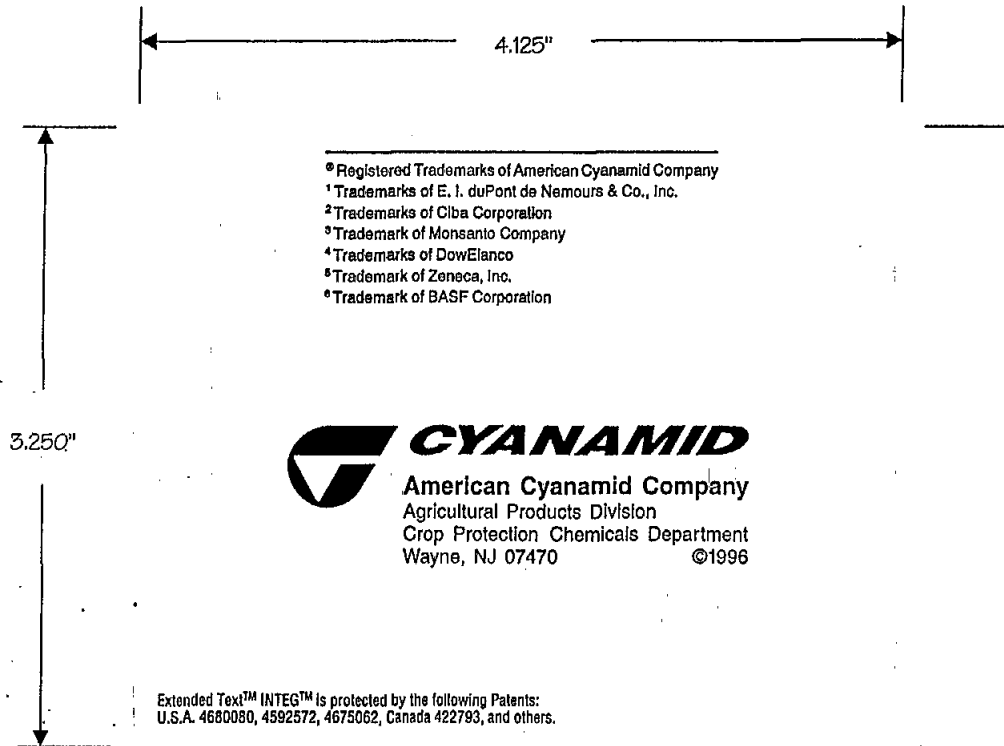 4.125"
® Registered Trademarks of American Cyanamid Company
¹ Trademarks of E. I. duPont de Nemours & Co., Inc.
² Trademarks of Ciba Corporation
³ Trademark of Monsanto Company
⁴ Trademarks of DowElanco
⁵ Trademark of Zeneca, Inc.
⁶ Trademark of BASF Corporation
3.250"
CYANAMID
American Cyanamid Company
Agricultural Products Division
Crop Protection Chemicals Department
Wayne, NJ 07470 ©1996
Extended Text™ INTEG™ is protected by the following Patents:
U.S.A. 4680080, 4592572, 4675062, Canada 422793, and others.